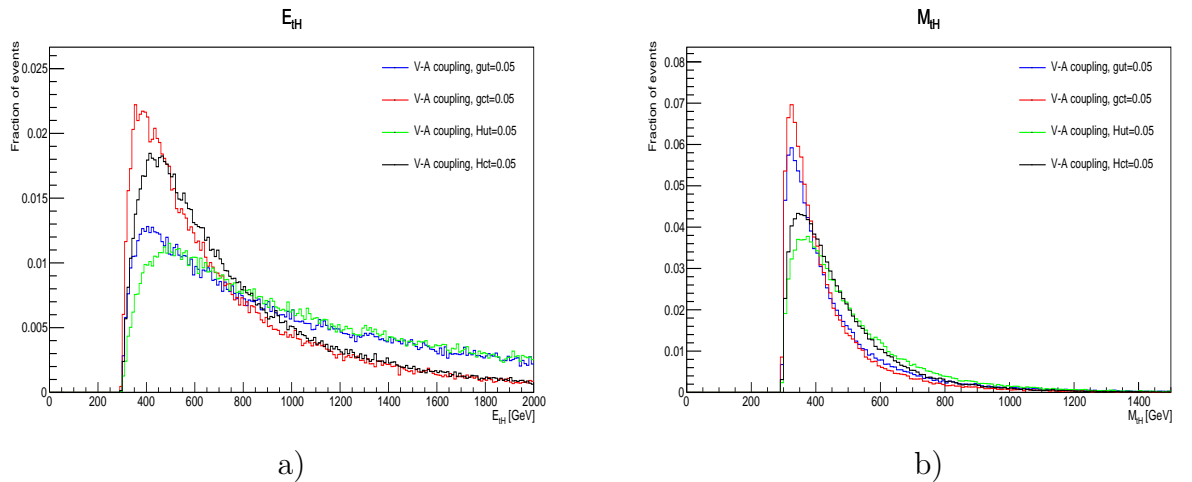 E_tH
Fraction of events
0.025
0.02
0.015
0.01
0.005
0
V-A coupling, gut=0.05
V-A coupling, gct=0.05
V-A coupling, Hut=0.05
V-A coupling, Hct=0.05
0 200 400 600 800 1000 1200 1400 1600 1800 2000
E_tH [GeV]
a)
M_tH
Fraction of events
0.08
0.07
0.06
0.05
0.04
0.03
0.02
0.01
0
V-A coupling, gut=0.05
V-A coupling, gct=0.05
V-A coupling, Hut=0.05
V-A coupling, Hct=0.05
0 200 400 600 800 1000 1200 1400
M_tH [GeV]
b)